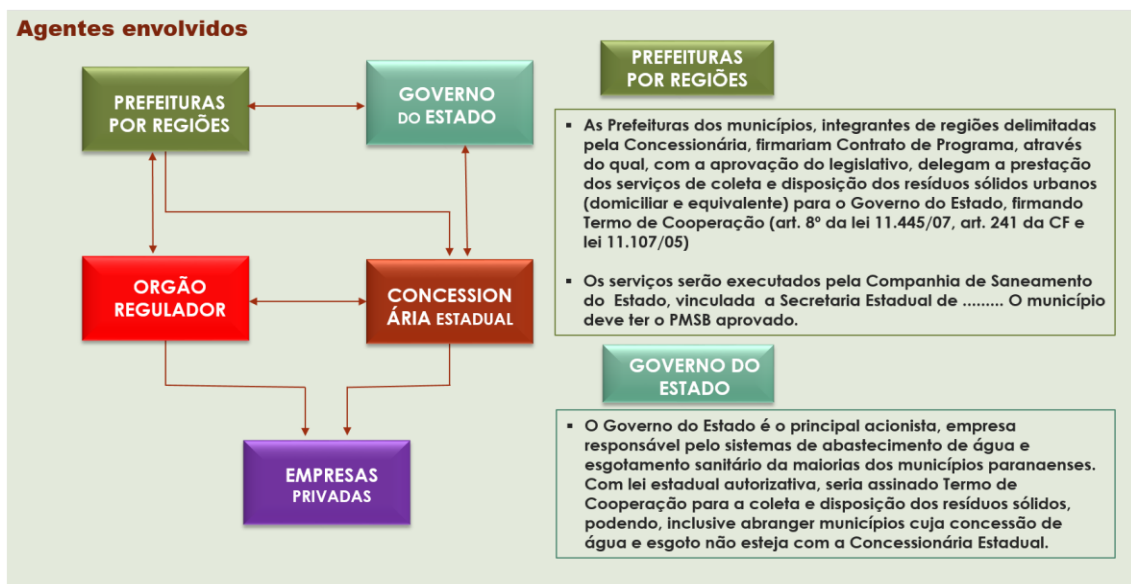 Agentes envolvidos
PREFEITURAS
POR REGIÕES
GOVERNO
DO ESTADO
ORGÃO
REGULADOR
CONCESSION
ÁRIA ESTADUAL
EMPRESAS
PRIVADAS
PREFEITURAS
POR REGIÕES
▪ As Prefeituras dos municípios, integrantes de regiões delimitadas
pela Concessionária, firmariam Contrato de Programa, através
do qual, com a aprovação do legislativo, delegam a prestação
dos serviços de coleta e disposição dos resíduos sólidos urbanos
(domiciliar e equivalente) para o Governo do Estado, firmando
Termo de Cooperação (art. 8º da lei 11.445/07, art. 241 da CF e
lei 11.107/05)
▪ Os serviços serão executados pela Companhia de Saneamento
do Estado, vinculada a Secretaria Estadual de ......... O município
deve ter o PMSB aprovado.
GOVERNO DO
ESTADO
▪ O Governo do Estado é o principal acionista, empresa
responsável pelo sistemas de abastecimento de água e
esgotamento sanitário da maiorias dos municípios paranaenses.
Com lei estadual autorizativa, seria assinado Termo de
Cooperação para a coleta e disposição dos resíduos sólidos,
podendo, inclusive abranger municípios cuja concessão de
água e esgoto não esteja com a Concessionária Estadual.